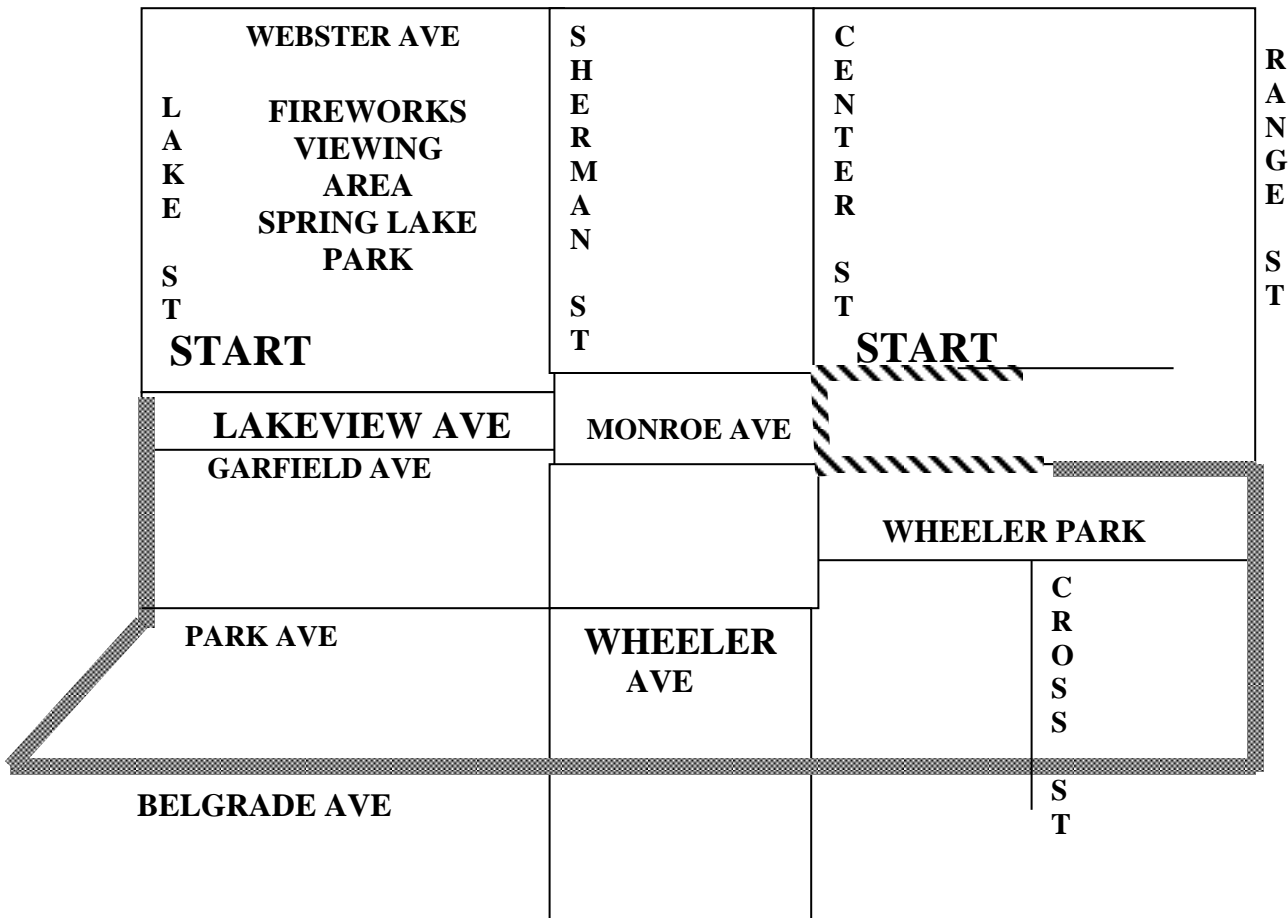 WEBSTER AVE
LAKE ST
FIREWORKS
VIEWING
AREA
SPRING LAKE
PARK
SHERMAN ST
CENTER ST
RANGE ST
START
START
LAKEVIEW AVE
MONROE AVE
GARFIELD AVE
WHEELER PARK
CROSS ST
PARK AVE
WHEELER
AVE
BELGRADE AVE